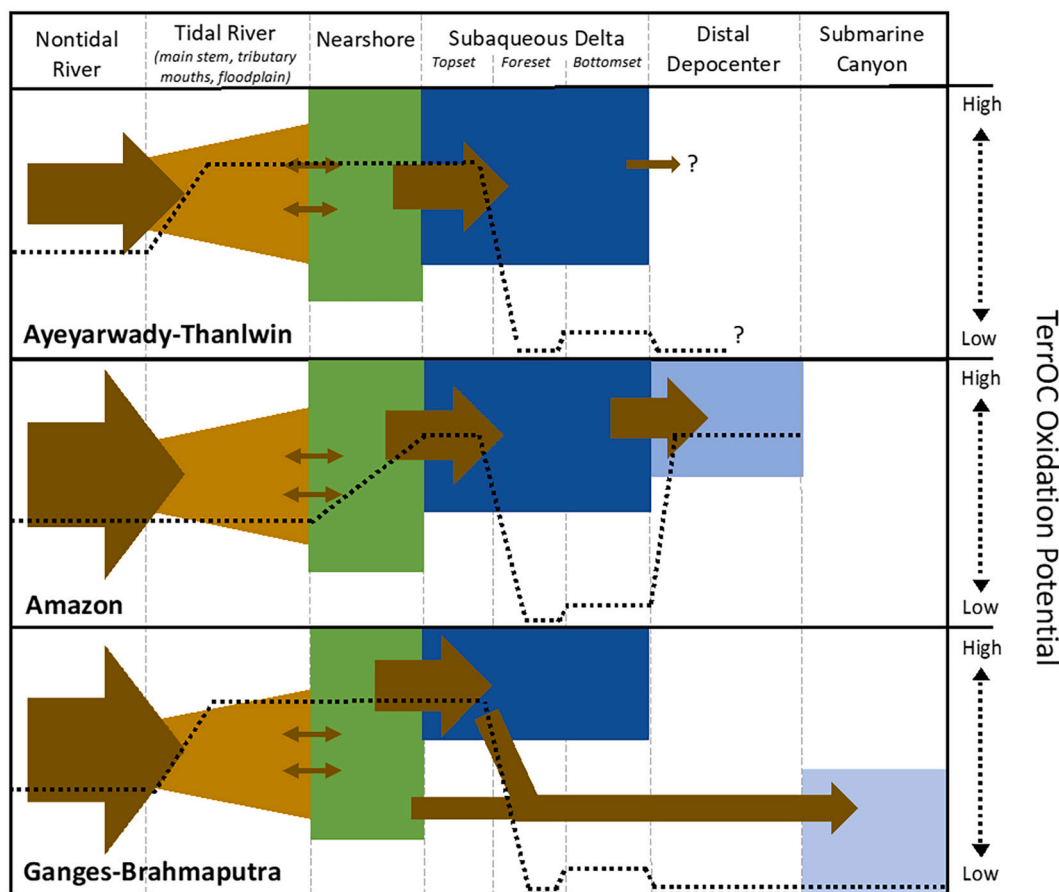 Nontidal
River
Tidal River
(main stem, tributary
mouths, floodplain)
Nearshore
Subaqueous Delta
Topset
Foreset
Bottomset
Distal
Depocenter
Submarine
Canyon
High
?
?
Low
Ayeyarwady-Thanlwin
High
Low
Amazon
High
Low
Ganges-Brahmaputra
TerrOC Oxidation Potential